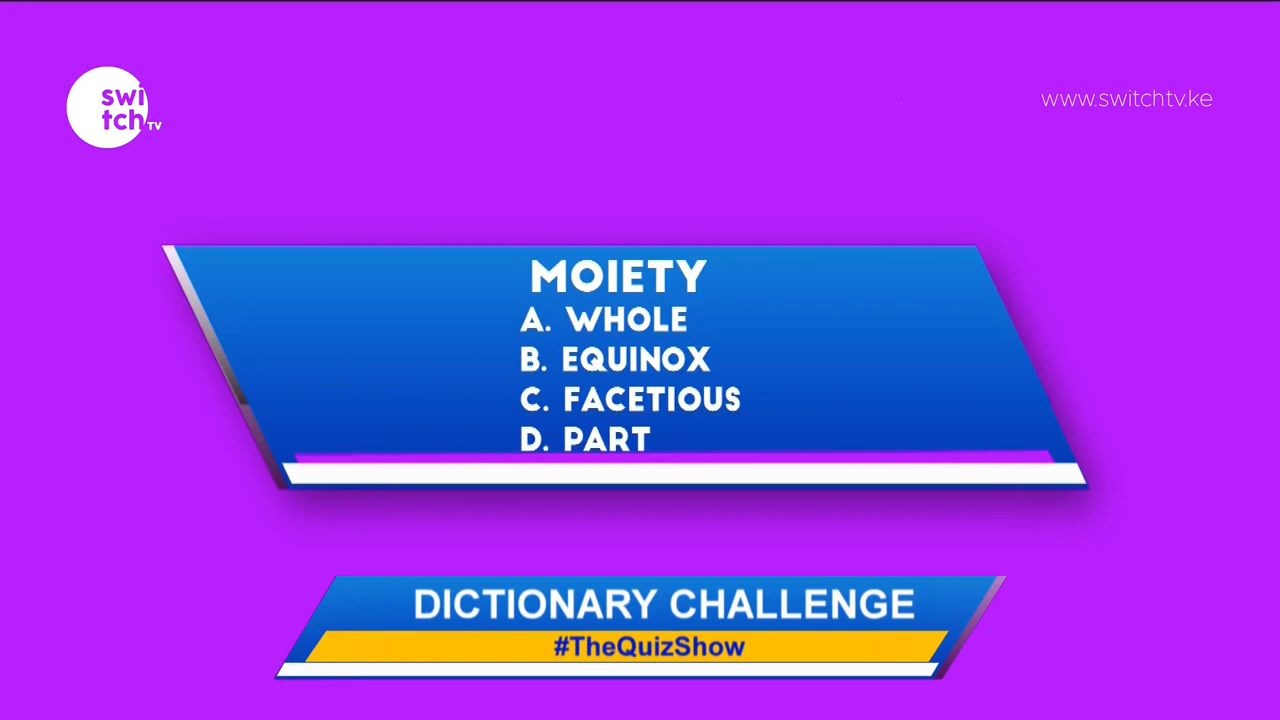 swi
tch TV
www.switchtv.ke
MOIETY
A. WHOLE
B. EQUINOX
C. FACETIOUS
D. PART
DICTIONARY CHALLENGE
#TheQuizShow